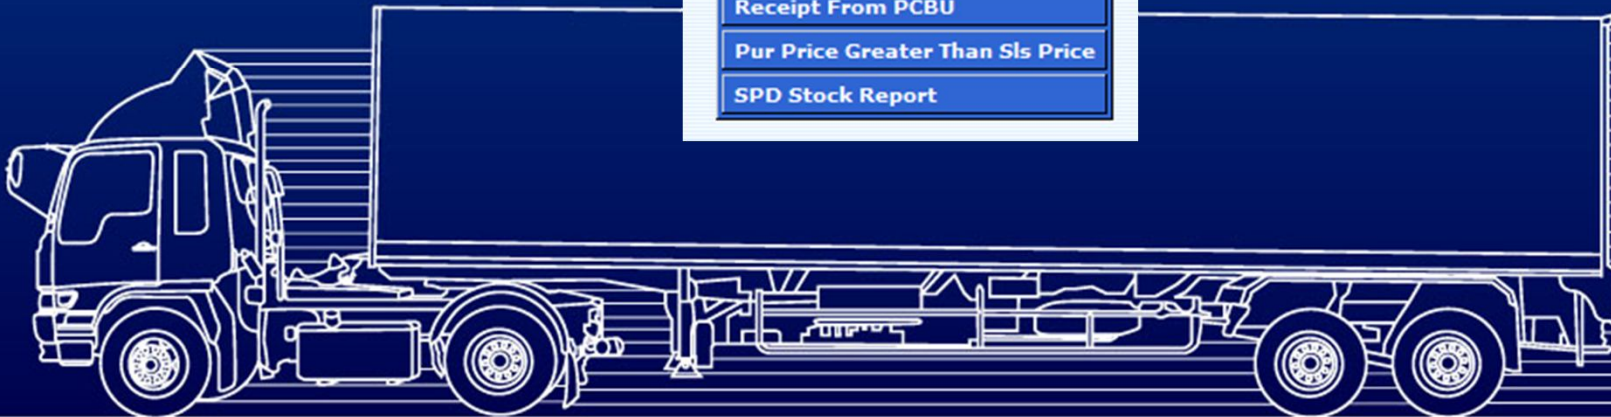 Receipt From PCBU
Pur Price Greater Than Sls Price
SPD Stock Report